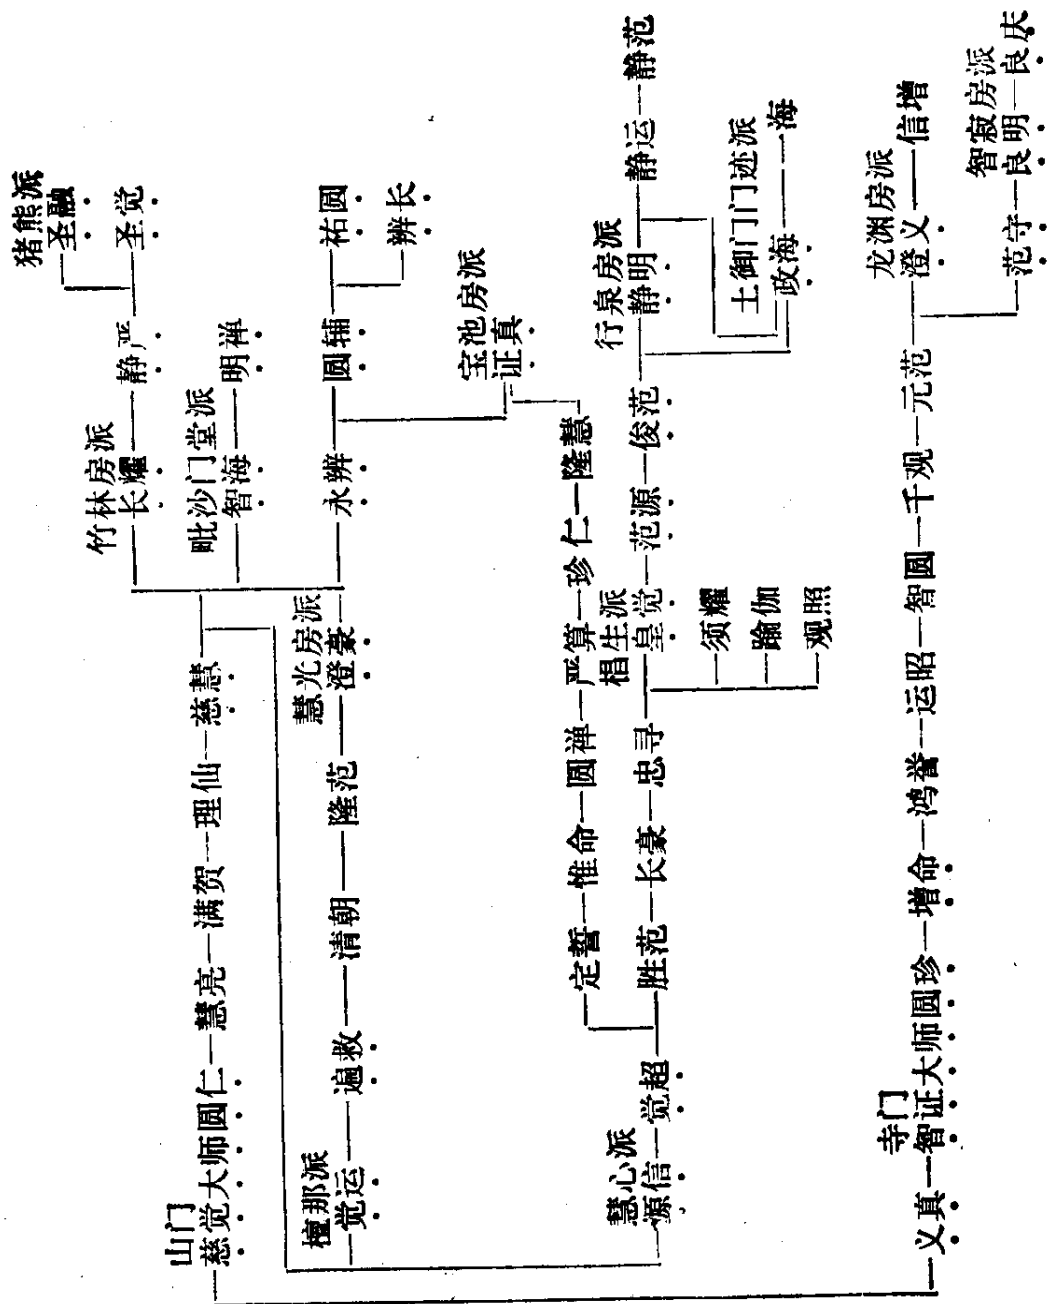 猪熊派
圣融
竹林房派
长耀—静严—圣觉
毗沙门堂派
智海—明禅
山门
慈觉大师圆仁—慧亮—满贺—理仙—慈慧
永辨—圆辅—祐圆
辨长
檀那派 慧光房派
觉运—遍救—清朝—隆范—澄豪
宝池房派
证真
定誓—惟命—圆禅—严算—珍仁—隆慧
慧心派 椙生派 行泉房派
源信—觉超—胜范—长豪—忠寻—皇觉—范源—俊范—静明—静运—静范
须耀
踰伽
观照
土御门门迹派
政海—海
寺门 龙渊房派
义真—智证大师圆珍—增命—鸿誉—运昭—智圆—千观—元范—澄义—信增
智寂房派
范守—良明—良庆